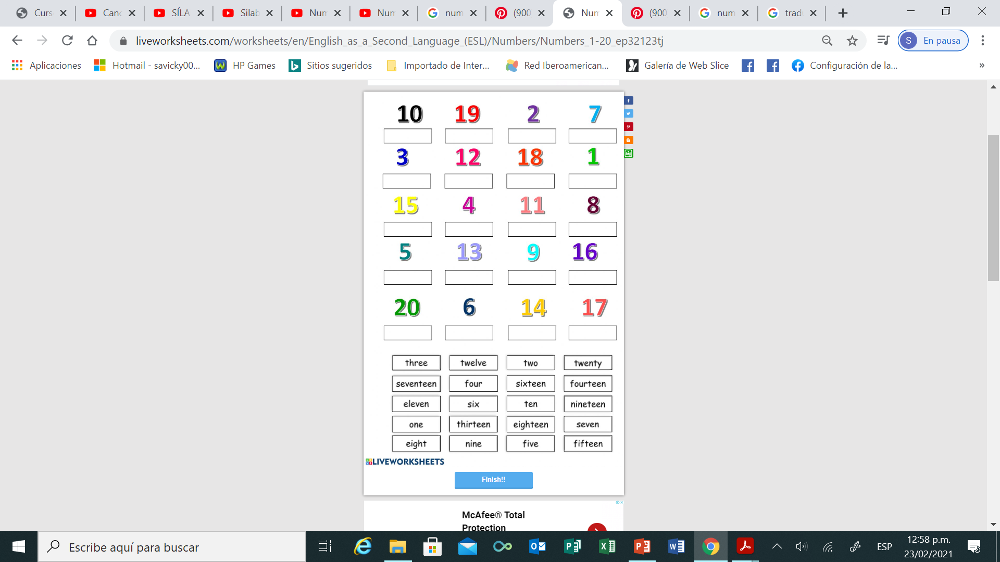 Curs Canc SÍLA Silab Num Num num (900 Num (900 num tradu
liveworksheets.com/worksheets/en/English_as_a_Second_Language_(ESL)/Numbers/Numbers_1-20_ep32123tj S En pausa
Aplicaciones Hotmail - savicky00... HP Games Sitios sugeridos Importado de Inter... Red Iberoamerican... Galería de Web Slice Configuración de la... »
10 19 2 7
3 12 18 1
15 4 11 8
5 13 9 16
20 6 14 17
three twelve two twenty
seventeen four sixteen fourteen
eleven six ten nineteen
one thirteen eighteen seven
eight nine five fifteen
LIVEWORKSHEETS
Finish!!
McAfee® Total
Protection
Escribe aquí para buscar
ESP
12:58 p.m.
23/02/2021